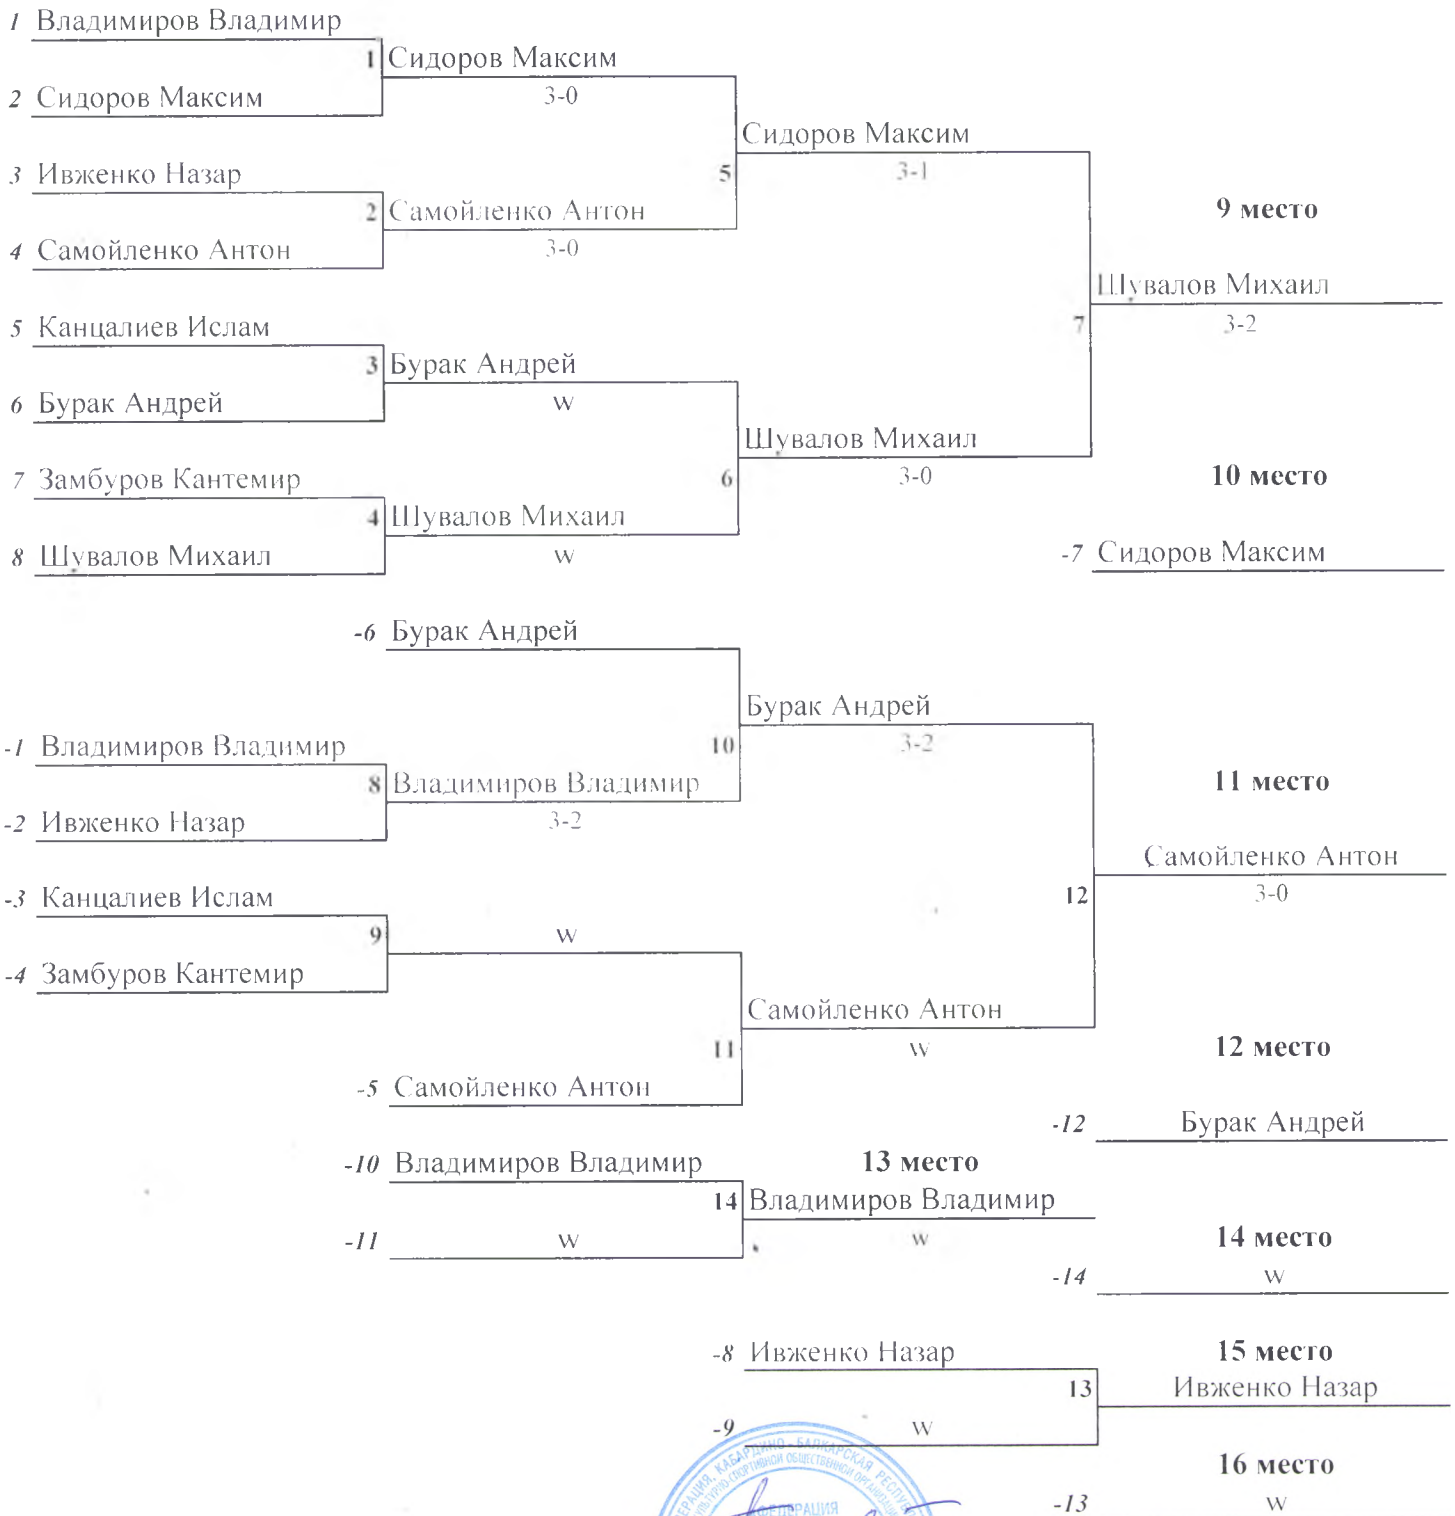 1 Владимиров Владимир
1 Сидоров Максим
2 Сидоров Максим
3-0
Сидоров Максим
3 Ивженко Назар
5
3-1
2 Самойленко Антон
9 место
4 Самойленко Антон
3-0
Шувалов Михаил
5 Канцалиев Ислам
7
3-2
3 Бурак Андрей
6 Бурак Андрей
w
Шувалов Михаил
7 Замбуров Кантемир
6
3-0
10 место
4 Шувалов Михаил
8 Шувалов Михаил
w
-7 Сидоров Максим
-6 Бурак Андрей
Бурак Андрей
-1 Владимиров Владимир
10
3-2
8 Владимиров Владимир
11 место
-2 Ивженко Назар
3-2
Самойленко Антон
-3 Канцалиев Ислам
12
3-0
9
w
-4 Замбуров Кантемир
Самойленко Антон
11
w
12 место
-5 Самойленко Антон
-12 Бурак Андрей
-10 Владимиров Владимир
13 место
14 Владимиров Владимир
-11 w
w
14 место
-14 w
-8 Ивженко Назар
15 место
13 Ивженко Назар
-9 w
16 место
-13 w
КАБАРДИНО-БАЛКАРСКАЯ
ФЕДЕРАЦИЯ